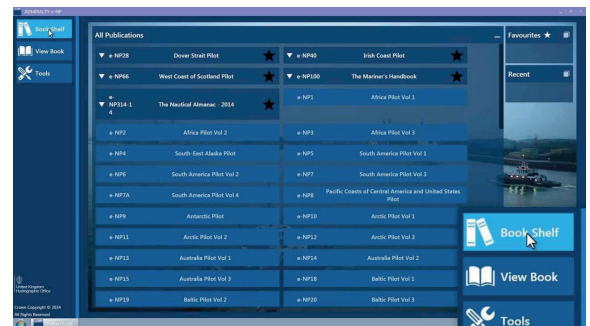 ADMIRALTY e-NP
Book Shelf
View Book
Tools
All Publications
e-NP28 Dover Strait Pilot
e-NP40 Irish Coast Pilot
e-NP66 West Coast of Scotland Pilot
e-NP100 The Mariner's Handbook
e-
NP314-1
4
The Nautical Almanac - 2014
e-NP1 Africa Pilot Vol 1
e-NP2 Africa Pilot Vol 2
e-NP3 Africa Pilot Vol 3
e-NP4 South-East Alaska Pilot
e-NP5 South America Pilot Vol 1
e-NP6 South America Pilot Vol 2
e-NP7 South America Pilot Vol 3
e-NP7A South America Pilot Vol 4
e-NP8 Pacific Coasts of Central America and United States
Pilot
e-NP9 Antarctic Pilot
e-NP10 Arctic Pilot Vol 1
e-NP11 Arctic Pilot Vol 2
e-NP12 Arctic Pilot Vol 3
e-NP13 Australia Pilot Vol 1
e-NP14 Australia Pilot Vol 2
e-NP15 Australia Pilot Vol 3
e-NP18 Baltic Pilot Vol 1
e-NP19 Baltic Pilot Vol 2
e-NP20 Baltic Pilot Vol 3
Favourites
Recent
Book Shelf
View Book
Tools
United Kingdom
Hydrographic Office
Crown Copyright © 2014
All Rights Reserved